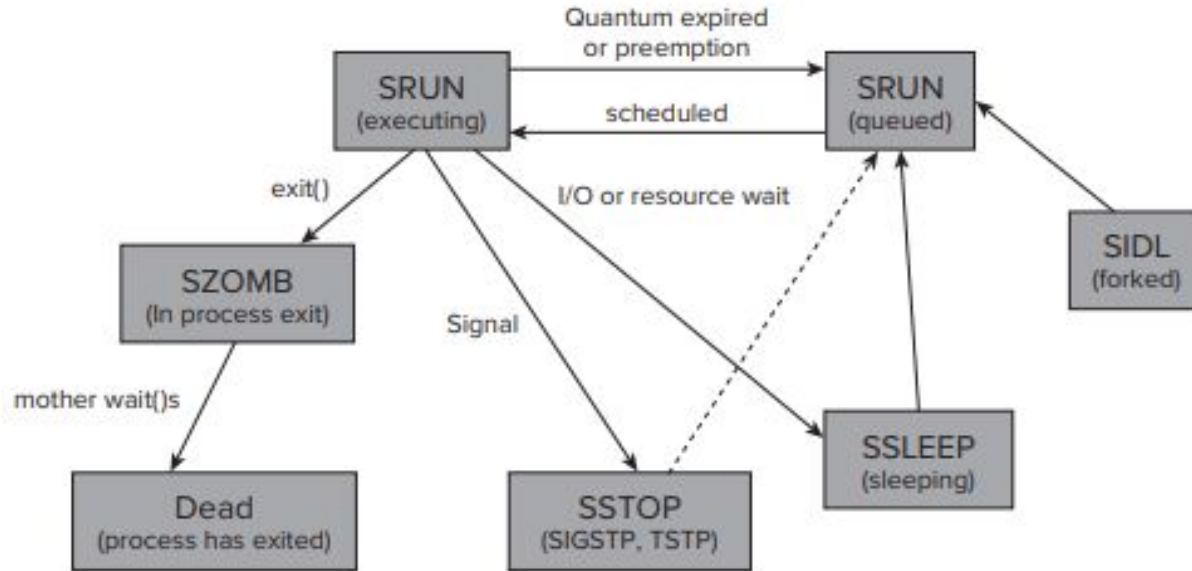 Quantum expired
or preemption
SRUN
(executing)
SRUN
(queued)
scheduled
exit()
I/O or resource wait
SIDL
(forked)
SZOMB
(In process exit)
Signal
mother wait()s
SSLEEP
(sleeping)
Dead
(process has exited)
SSTOP
(SIGSTP, TSTP)